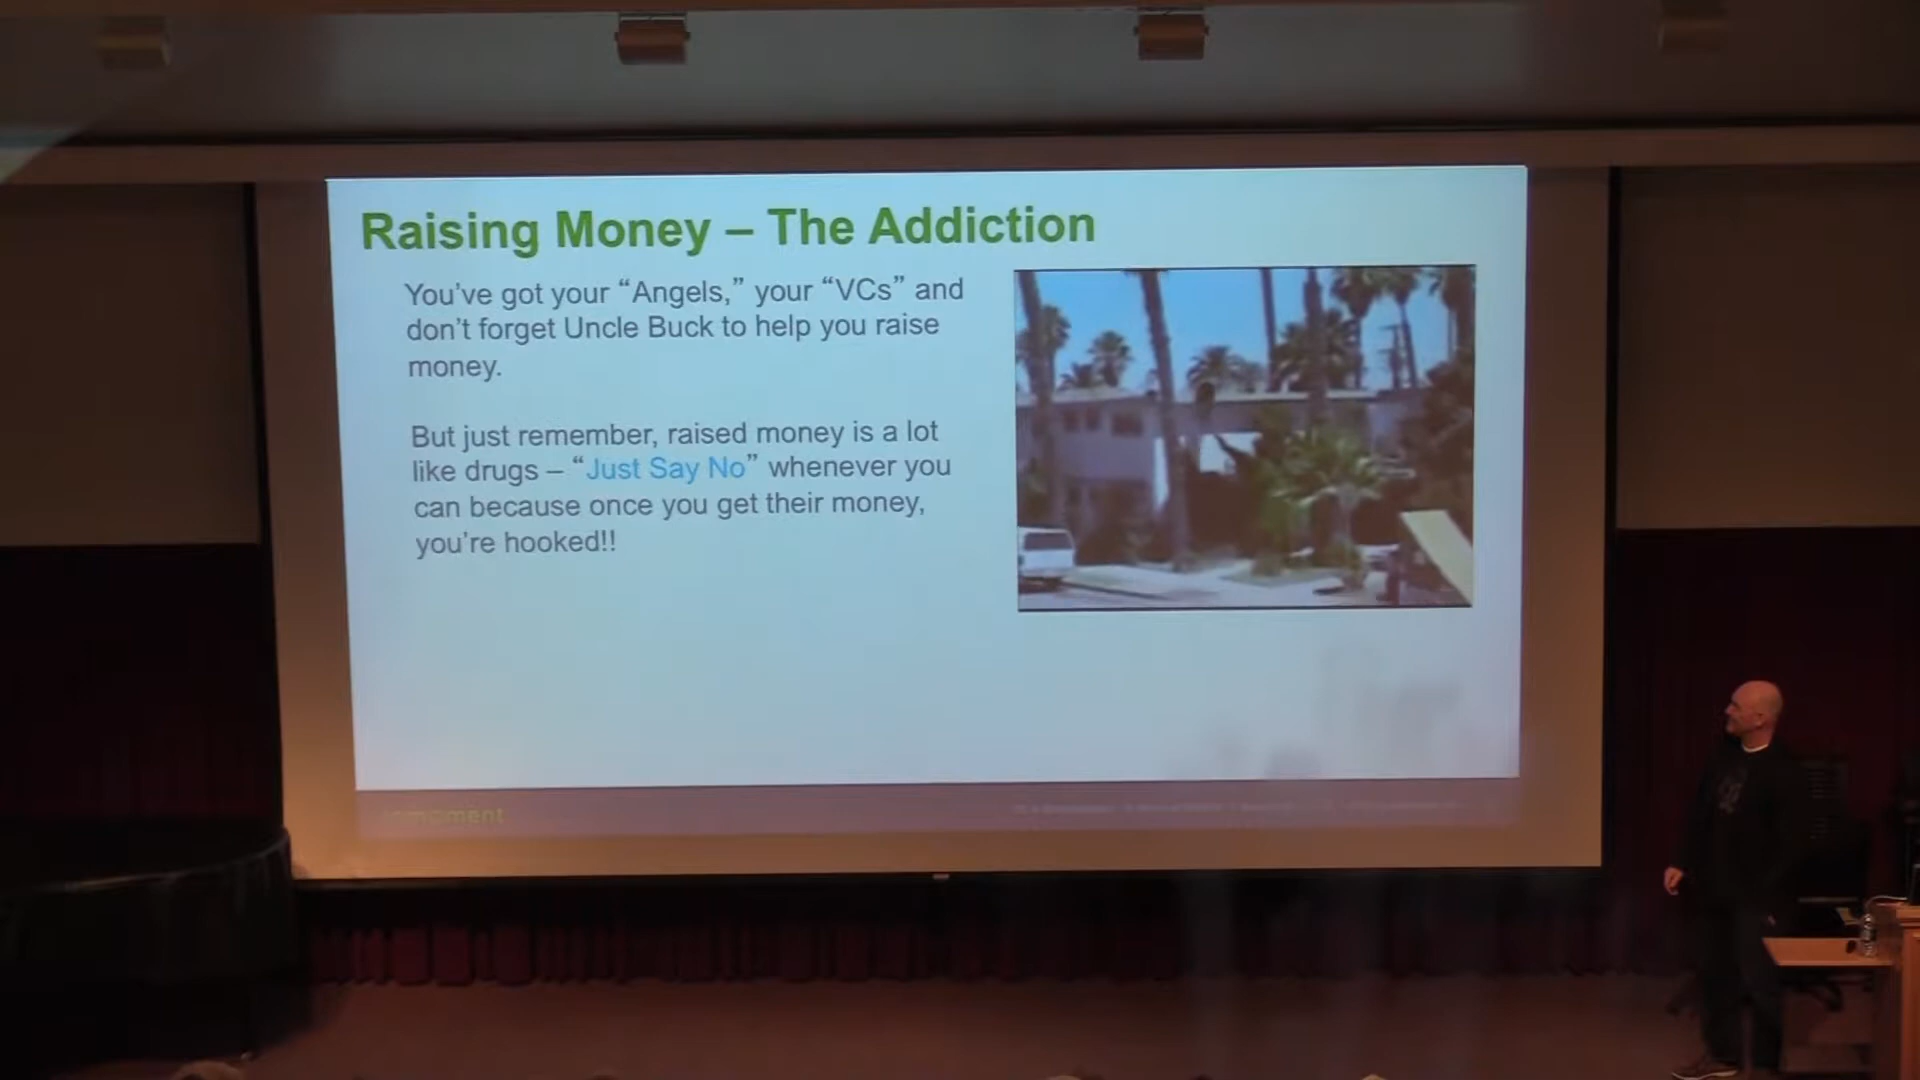 Raising Money – The Addiction
You’ve got your “Angels,” your “VCs” and
don’t forget Uncle Buck to help you raise
money.
But just remember, raised money is a lot
like drugs – “Just Say No” whenever you
can because once you get their money,
you’re hooked!!